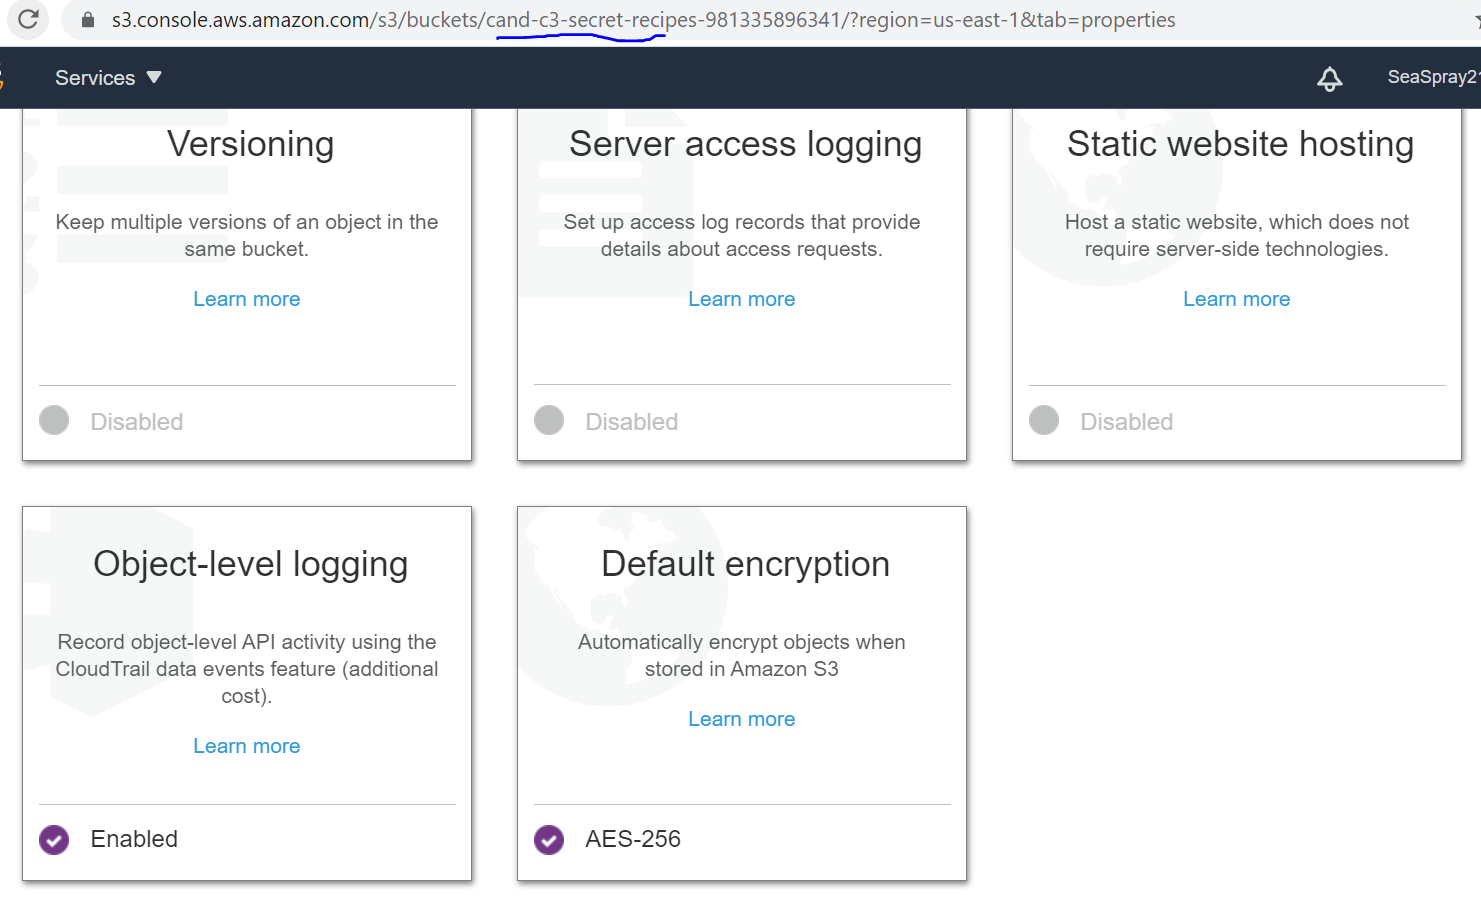 s3.console.aws.amazon.com/s3/buckets/cand-c3-secret-recipes-981335896341/?region=us-east-1&tab=properties
Services
SeaSpray21
Versioning
Keep multiple versions of an object in the
same bucket.
Learn more
Disabled
Server access logging
Set up access log records that provide
details about access requests.
Learn more
Disabled
Static website hosting
Host a static website, which does not
require server-side technologies.
Learn more
Disabled
Object-level logging
Record object-level API activity using the
CloudTrail data events feature (additional
cost).
Learn more
Enabled
Default encryption
Automatically encrypt objects when
stored in Amazon S3
Learn more
AES-256